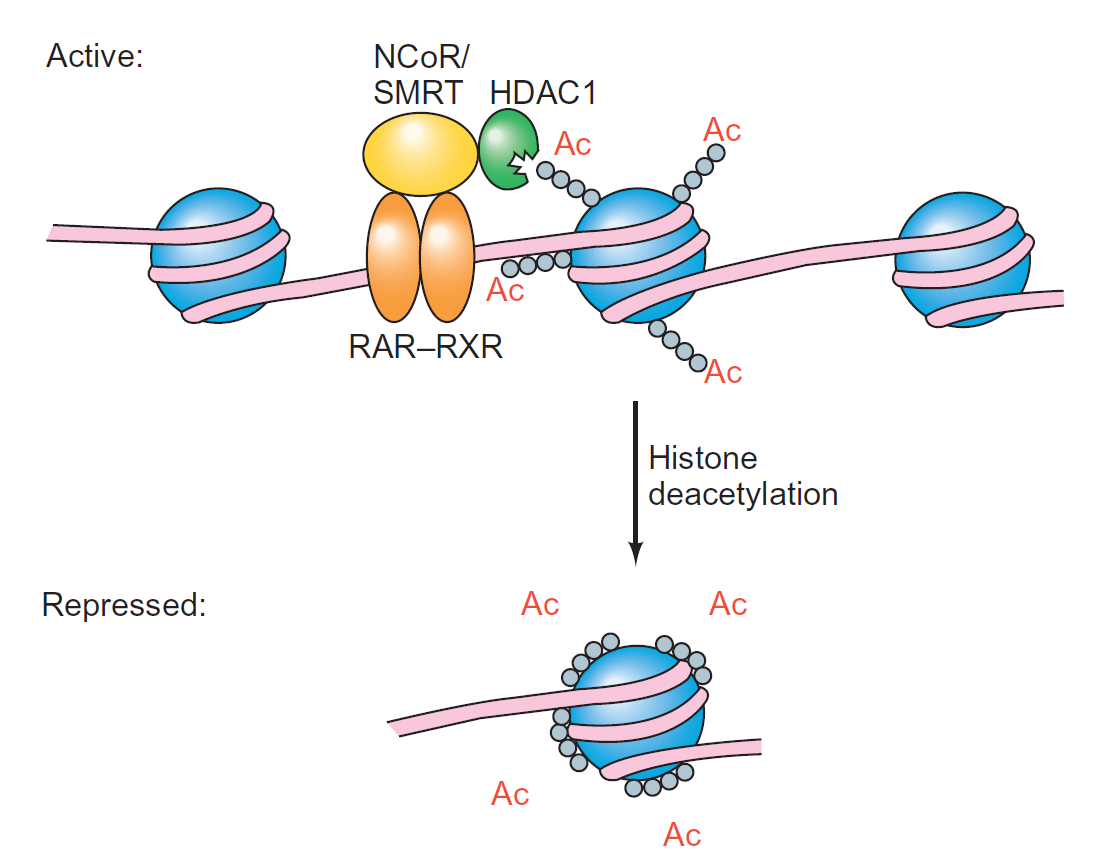 Active:
NCoR/
SMRT
HDAC1
Ac
Ac
Ac
RAR–RXR
Ac
Histone
deacetylation
Repressed:
Ac
Ac
Ac
Ac